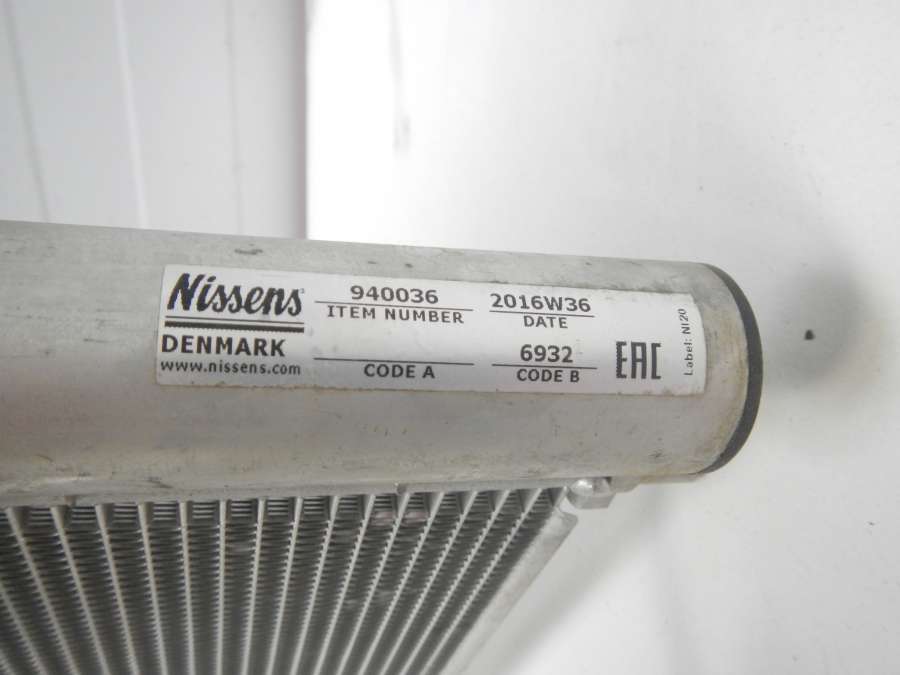 Nissens
DENMARK
www.nissens.com
940036
ITEM NUMBER
CODE A
2016W36
DATE
6932
CODE B
EAC
Label: NI20